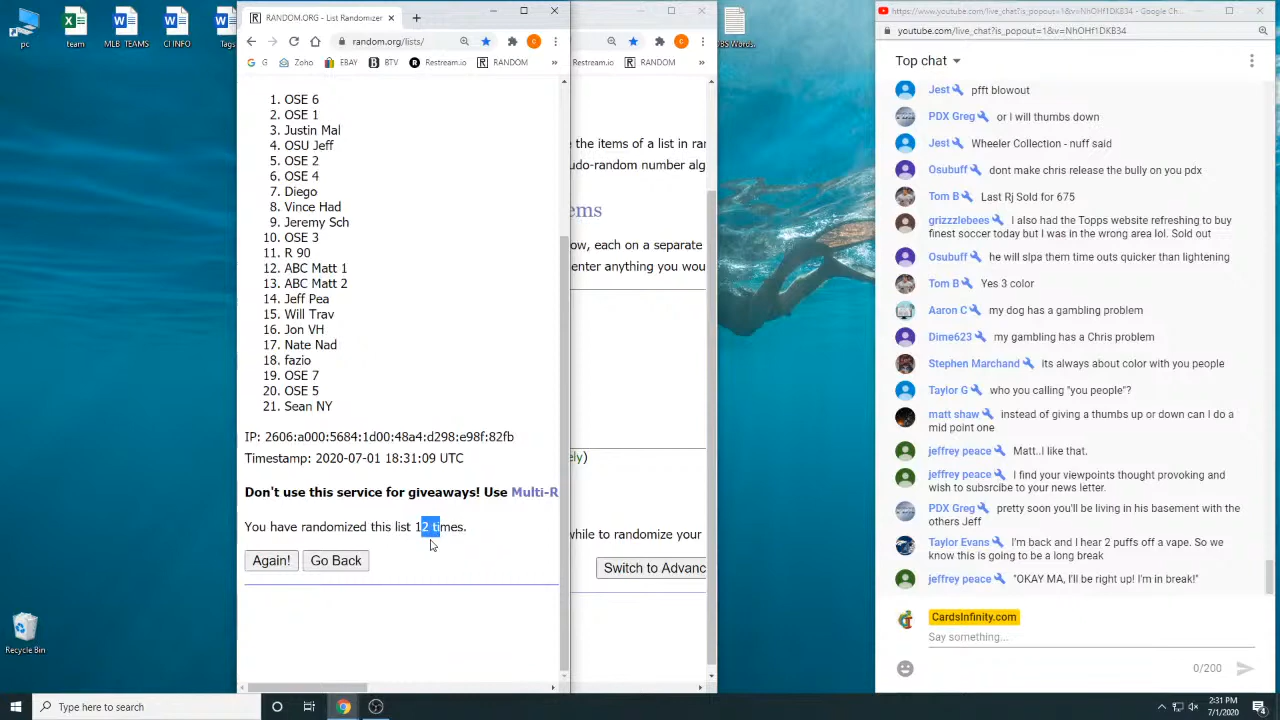 team
MLB_TEAMS
CI INFO
Tags
RANDOM.ORG - List Randomizer
random.org/lists/
G
Zoho
EBAY
BTV
Restream.io
RANDOM
»
1. OSE 6
2. OSE 1
3. Justin Mal
4. OSU Jeff
5. OSE 2
6. OSE 4
7. Diego
8. Vince Had
9. Jeremy Sch
10. OSE 3
11. R 90
12. ABC Matt 1
13. ABC Matt 2
14. Jeff Pea
15. Will Trav
16. Jon VH
17. Nate Nad
18. fazio
19. OSE 7
20. OSE 5
21. Sean NY
IP: 2606:a000:5684:1d00:48a4:d298:e98f:82fb
Timestamp: 2020-07-01 18:31:09 UTC
Don't use this service for giveaways! Use Multi-R
You have randomized this list 12 times.
Again!
Go Back
Restream.io
RANDOM
»
e the items of a list in rar
udo-random number alg
ems
ow, each on a separate
enter anything you wou
ely)
while to randomize your
Switch to Advanc
Words.
https://www.youtube.com/live_chat?is_popout=1&v=NhOHf1DKB34 - Google Ch...
youtube.com/live_chat?is_popout=1&v=NhOHf1DKB34
Top chat
Jest pfft blowout
PDX Greg or I will thumbs down
Jest Wheeler Collection - nuff said
Osubuff dont make chris release the bully on you pdx
Tom B Last Rj Sold for 675
grizzzlebees I also had the Topps website refreshing to buy
finest soccer today but I was in the wrong area lol. Sold out
Osubuff he will slpa them time outs quicker than lightening
Tom B Yes 3 color
Aaron C my dog has a gambling problem
Dime623 my gambling has a Chris problem
Stephen Marchand its always about color with you people
Taylor G who you calling "you people"?
matt shaw instead of giving a thumbs up or down can I do a
mid point one
jeffrey peace Matt..I like that.
jeffrey peace I find your viewpoints thought provoking and
wish to subsrcibe to your news letter.
PDX Greg pretty soon you'll be living in his basement with the
others Jeff
Taylor Evans I'm back and I hear 2 puffs off a vape. So we
know this is going to be a long break
jeffrey peace "OKAY MA, I'll be right up! I'm in break!"
CardsInfinity.com
Say something...
0/200
Recycle Bin
Type here to search
2:31 PM
7/1/2020